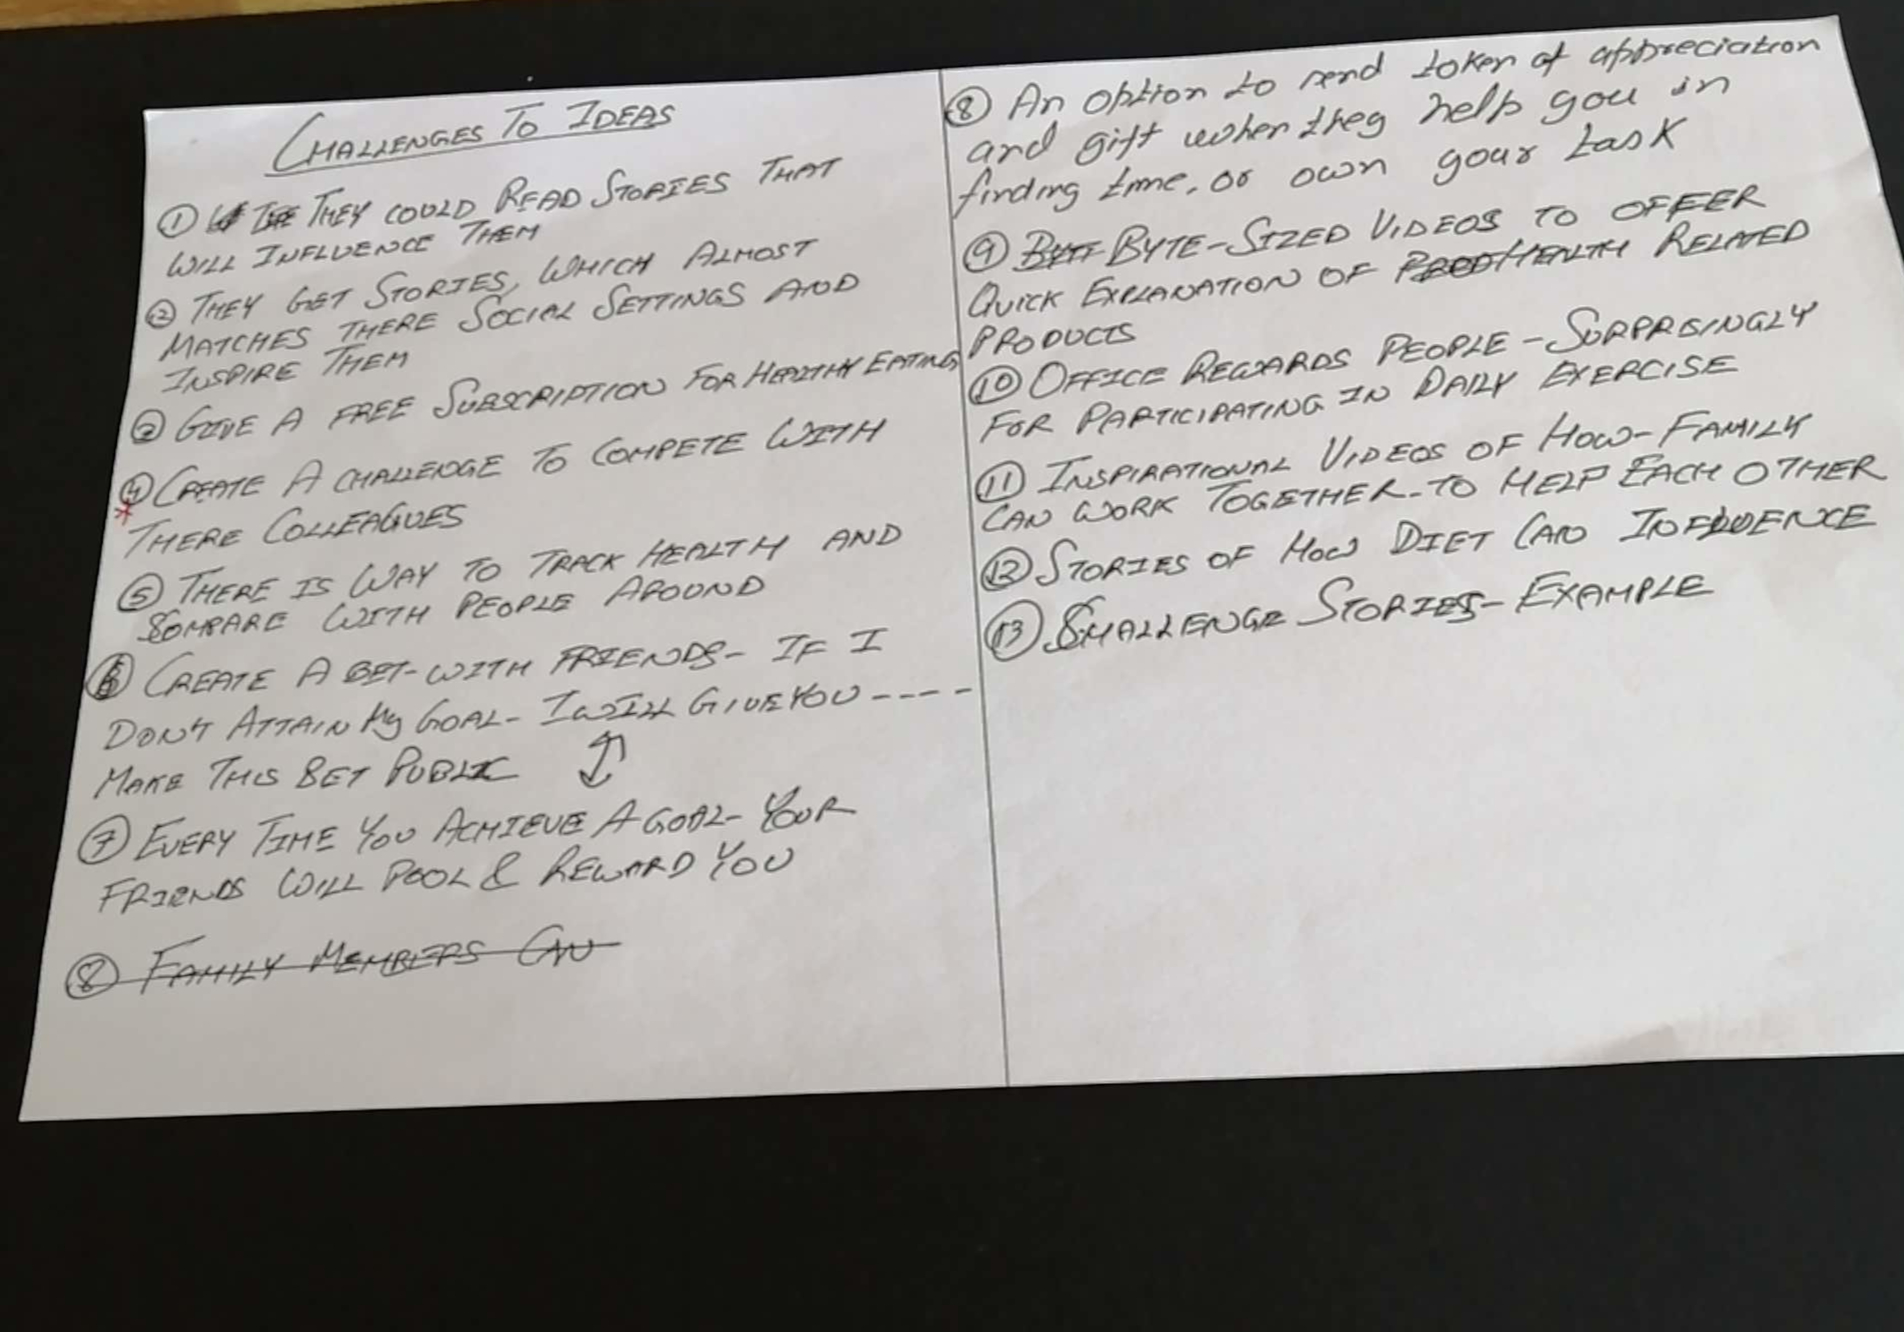 CHALLENGES TO IDEAS
① IF THEY COULD READ STORIES THAT
WILL INFLUENCE THEM
② THEY GET STORIES, WHICH ALMOST
MATCHES THERE SOCIAL SETTINGS AND
INSPIRE THEM
③ GIVE A FREE SUBSCRIPTION FOR HEALTHY EATING
④ CREATE A CHALLENGE TO COMPETE WITH
* THERE COLLEAGUES
⑤ THERE IS WAY TO TRACK HEALTH AND
COMPARE WITH PEOPLE AROUND
⑥ CREATE A BET-WITH FRIENDS- IF I
DON'T ATTAIN My GOAL- I WILL GIVE YOU ----
MAKE THIS BET PUBLIC
⑦ EVERY TIME YOU ACHIEVE A GOAL- YOUR
FRIENDS WILL POOL & REWARD YOU
⑧ FAMILY MEMBERS CAN
⑧ An option to send token of appreciation
and gift when they help you in
finding time, or own your task
⑨ BYTE-SIZED VIDEOS TO OFFER
QUICK EXPLANATION OF HEALTH RELATED
PRODUCTS
⑩ OFFICE REWARDS PEOPLE - SURPRISINGLY
FOR PARTICIPATING IN DAILY EXERCISE
⑪ INSPIRATIONAL VIDEOS OF HOW- FAMILY
CAN WORK TOGETHER-TO HELP EACH OTHER
⑫ STORIES OF HOW DIET CAN INFLUENCE
⑬ CHALLENGE STORIES- EXAMPLE